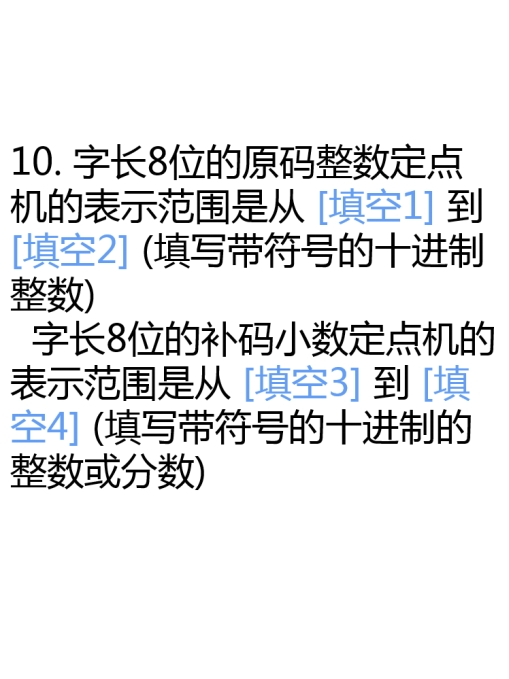 10. 字长8位的原码整数定点
机的表示范围是从 [填空1] 到
[填空2] (填写带符号的十进制
整数)
字长8位的补码小数定点机的
表示范围是从 [填空3] 到 [填
空4] (填写带符号的十进制的
整数或分数)